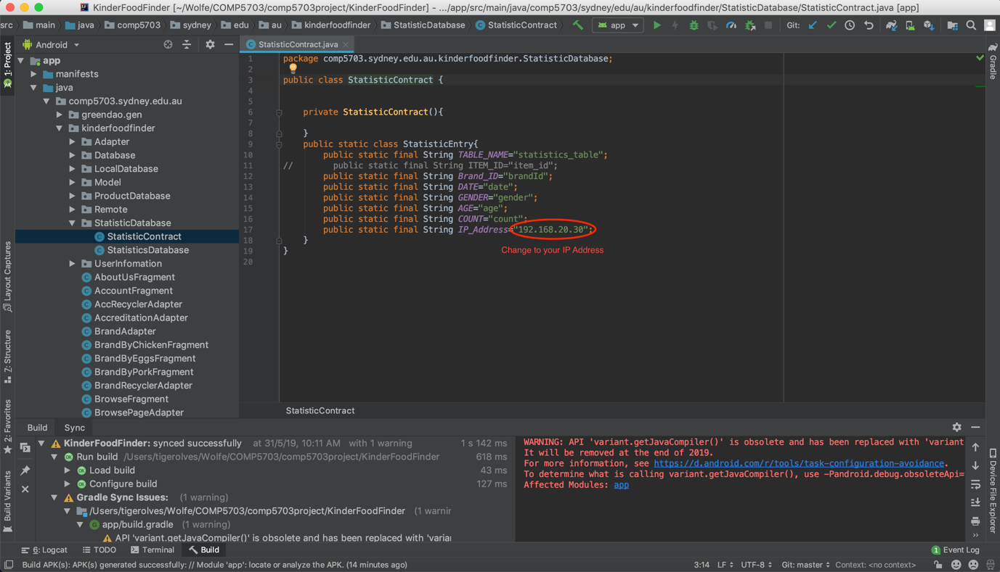 KinderFoodFinder [~/Wolfe/COMP5703/comp5703project/KinderFoodFinder] - .../app/src/main/java/comp5703/sydney/edu/au/kinderfoodfinder/StatisticDatabase/StatisticContract.java [app]
src main java comp5703 sydney edu au kinderfoodfinder StatisticDatabase StatisticContract app Git:
1: Project
Layout Captures
Z: Structure
2: Favorites
Build Variants
Android
app
manifests
java
comp5703.sydney.edu.au
greendao.gen
kinderfoodfinder
Adapter
Database
LocalDatabase
Model
ProductDatabase
Remote
StatisticDatabase
StatisticContract
StatisticsDatabase
UserInfomation
AboutUsFragment
AccountFragment
AccRecyclerAdapter
AccreditationAdapter
BrandAdapter
BrandByChickenFragment
BrandByEggsFragment
BrandByPorkFragment
BrandRecyclerAdapter
BrowseFragment
BrowsePageAdapter
StatisticContract.java
1 package comp5703.sydney.edu.au.kinderfoodfinder.StatisticDatabase;
2
3 public class StatisticContract {
4
5
6 private StatisticContract(){
7
8 }
9 public static class StatisticEntry{
10 public static final String TABLE_NAME="statistics_table";
11 // public static final String ITEM_ID="item_id";
12 public static final String Brand_ID="brandId";
13 public static final String DATE="date";
14 public static final String GENDER="gender";
15 public static final String AGE="age";
16 public static final String COUNT="count";
17 public static final String IP_Address="192.168.20.30";
18 }
19 }
20
Change to your IP Address
StatisticContract
Gradle
Device File Explorer
Build Sync
KinderFoodFinder: synced successfully at 31/5/19, 10:11 AM with 1 warning 1 s 142 ms
Run build /Users/tigerolves/Wolfe/COMP5703/comp5703project/KinderFoodFinder 618 ms
Load build 43 ms
Configure build 127 ms
Gradle Sync Issues: (1 warning)
/Users/tigerolves/Wolfe/COMP5703/comp5703project/KinderFoodFinder (1 warnin
app/build.gradle (1 warning)
API 'variant.getJavaCompiler()' is obsolete and has been replaced with 'varia
WARNING: API 'variant.getJavaCompiler()' is obsolete and has been replaced with 'variant
It will be removed at the end of 2019.
For more information, see https://d.android.com/r/tools/task-configuration-avoidance.
To determine what is calling variant.getJavaCompiler(), use -Pandroid.debug.obsoleteApi=
Affected Modules: app
6: Logcat TODO Terminal Build 1 Event Log
Build APK(s): APK(s) generated successfully: // Module 'app': locate or analyze the APK. (14 minutes ago) 3:14 LF UTF-8 Git: master Context: <no context>